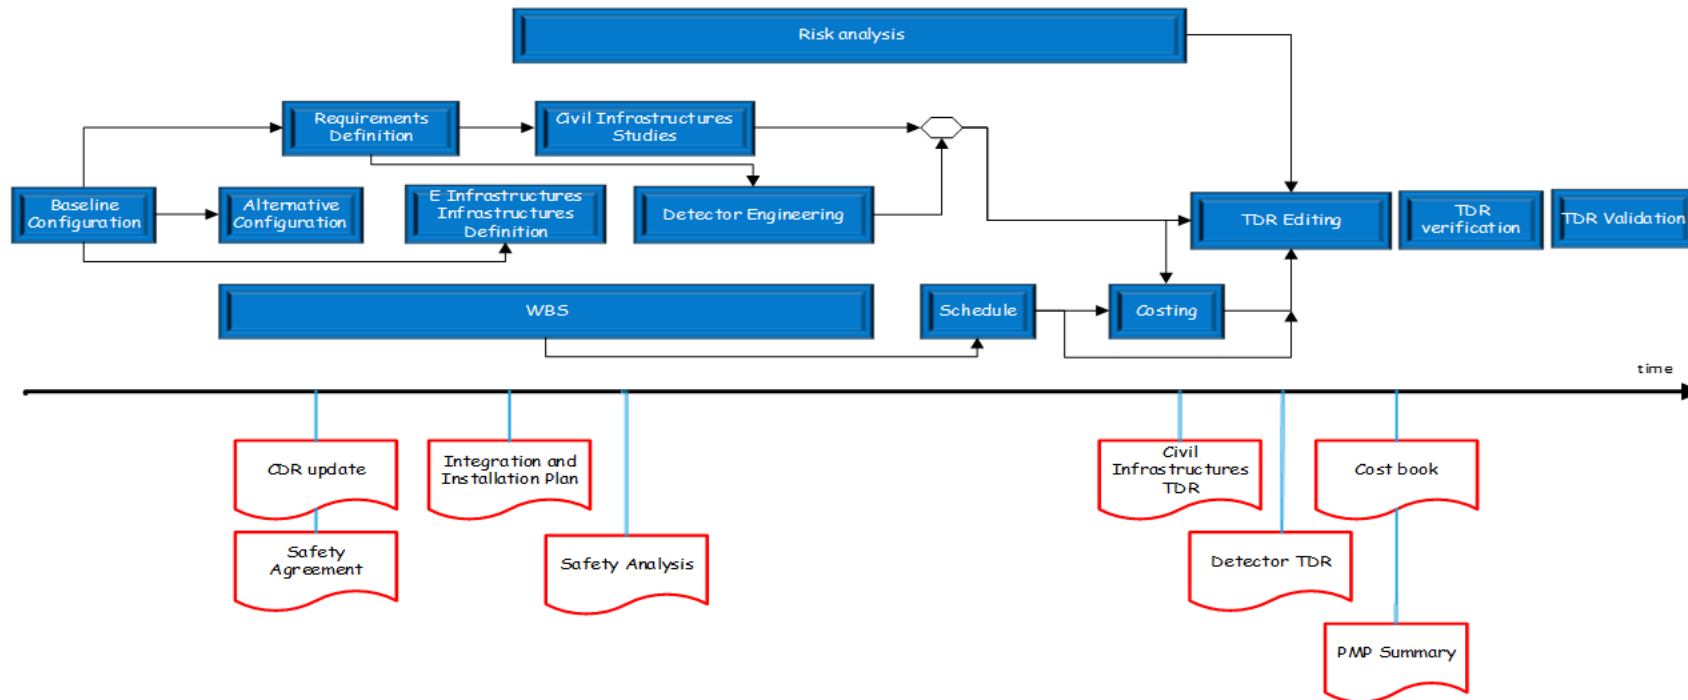 Risk analysis
Requirements
Definition
Civil Infrastructures
Studies
Baseline
Configuration
Alternative
Configuration
E Infrastructures
Infrastructures
Definition
Detector Engineering
TDR Editing
TDR
verification
TDR Validation
WBS
Schedule
Costing
time
CDR update
Integration and
Installation Plan
Civil
Infrastructures
TDR
Cost book
Safety
Agreement
Safety Analysis
Detector TDR
PMP Summary